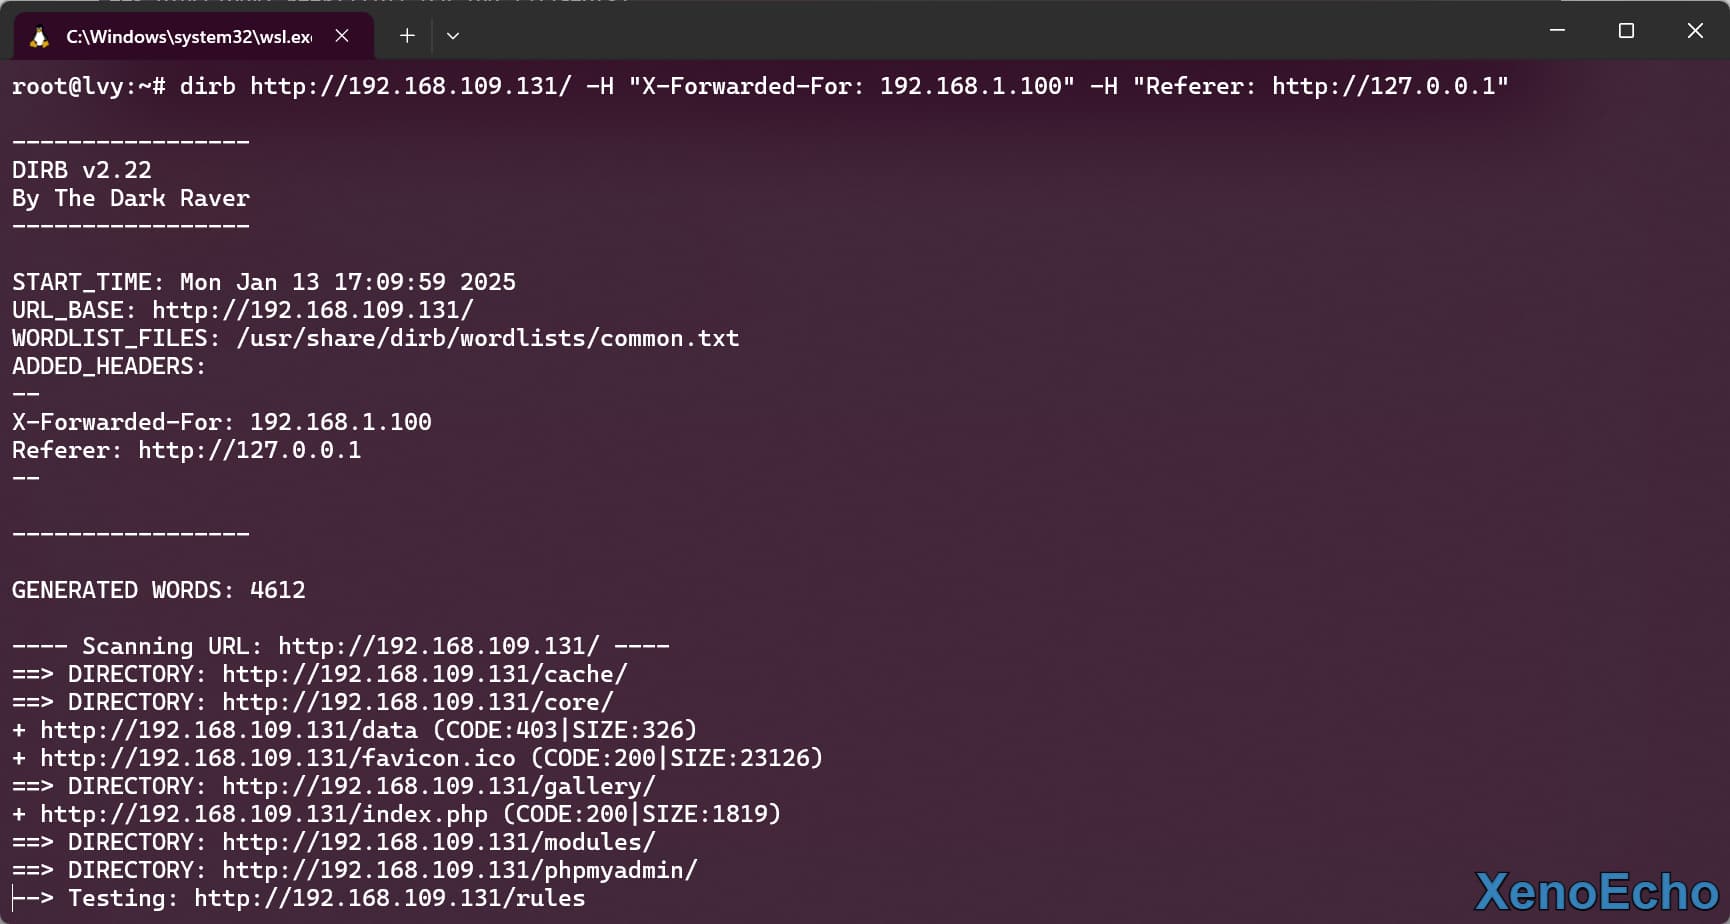 C:\Windows\system32\wsl.exe
root@lvy:~# dirb http://192.168.109.131/ -H "X-Forwarded-For: 192.168.1.100" -H "Referer: http://127.0.0.1"
-----------------
DIRB v2.22
By The Dark Raver
-----------------
START_TIME: Mon Jan 13 17:09:59 2025
URL_BASE: http://192.168.109.131/
WORDLIST_FILES: /usr/share/dirb/wordlists/common.txt
ADDED_HEADERS:
--
X-Forwarded-For: 192.168.1.100
Referer: http://127.0.0.1
--
-----------------
GENERATED WORDS: 4612
---- Scanning URL: http://192.168.109.131/ ----
==> DIRECTORY: http://192.168.109.131/cache/
==> DIRECTORY: http://192.168.109.131/core/
+ http://192.168.109.131/data (CODE:403|SIZE:326)
+ http://192.168.109.131/favicon.ico (CODE:200|SIZE:23126)
==> DIRECTORY: http://192.168.109.131/gallery/
+ http://192.168.109.131/index.php (CODE:200|SIZE:1819)
==> DIRECTORY: http://192.168.109.131/modules/
==> DIRECTORY: http://192.168.109.131/phpmyadmin/
--> Testing: http://192.168.109.131/rules
XenoEcho